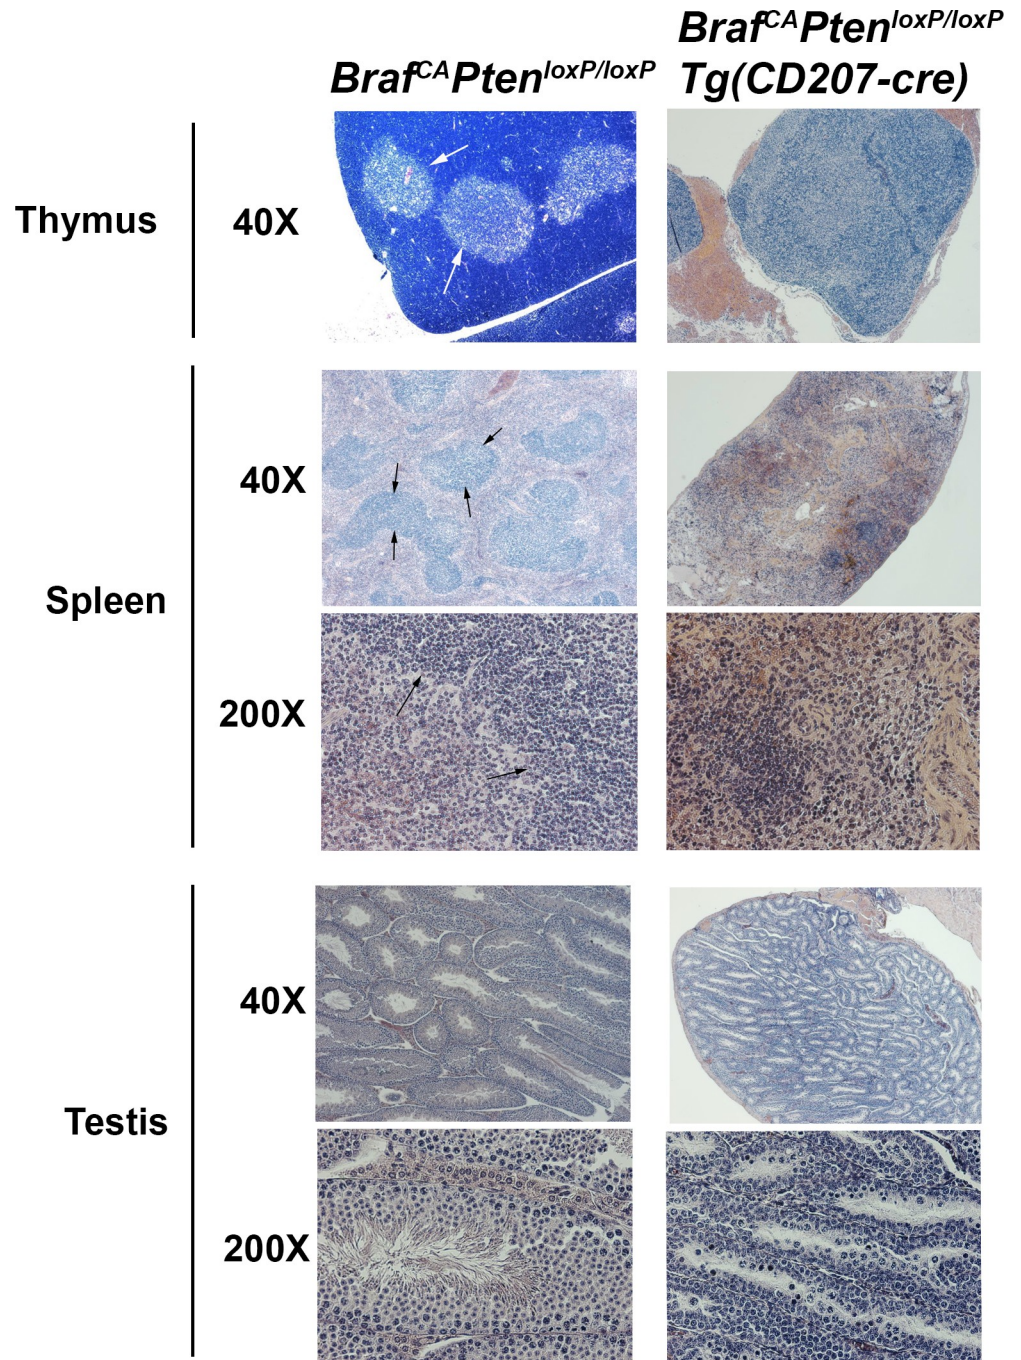 Braf^CA Pten^loxP/loxP
Braf^CA Pten^loxP/loxP
Tg(CD207-cre)
Thymus
40X
Spleen
40X
200X
Testis
40X
200X